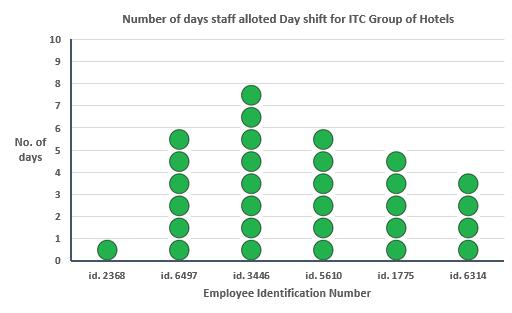 Number of days staff alloted Day shift for ITC Group of Hotels
10
9
8
7
6
5
4
3
2
1
0
No. of
days
id. 2368 id. 6497 id. 3446 id. 5610 id. 1775 id. 6314
Employee Identification Number